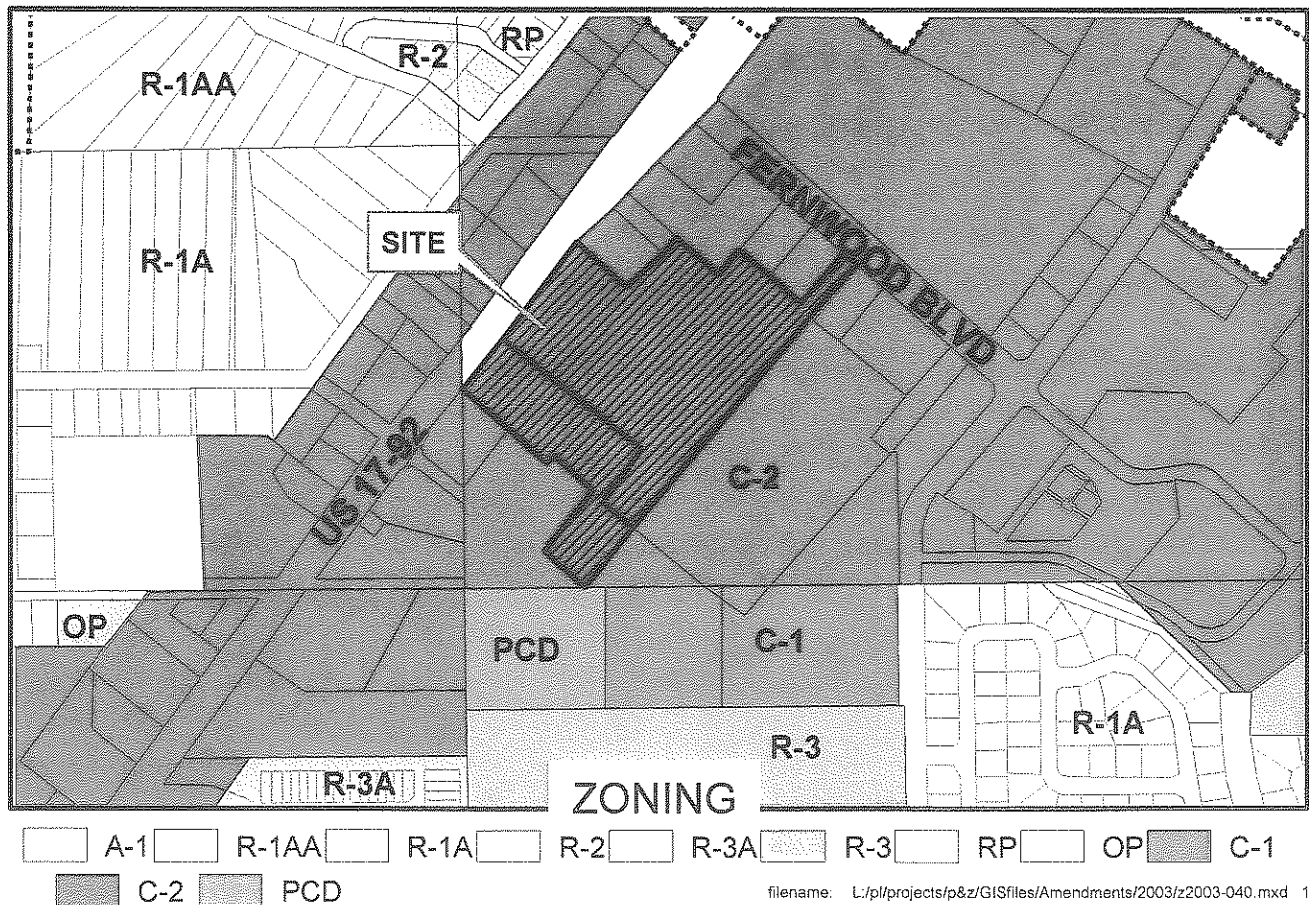 RP
R-2
R-1AA
FERNWOOD BLVD
SITE
R-1A
US 17-92
C-2
OP
PCD
C-1
R-1A
R-3
R-3A
ZONING
A-1 R-1AA R-1A R-2 R-3A R-3 RP OP C-1
C-2 PCD
filename: L:/pl/projects/p&z/GISfiles/Amendments/2003/z2003-040.mxd 1